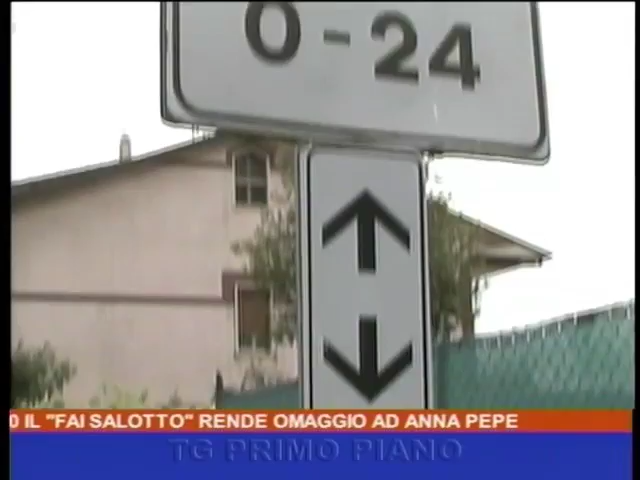 0-24
0 IL "FAI SALOTTO" RENDE OMAGGIO AD ANNA PEPE
TG PRIMO PIANO